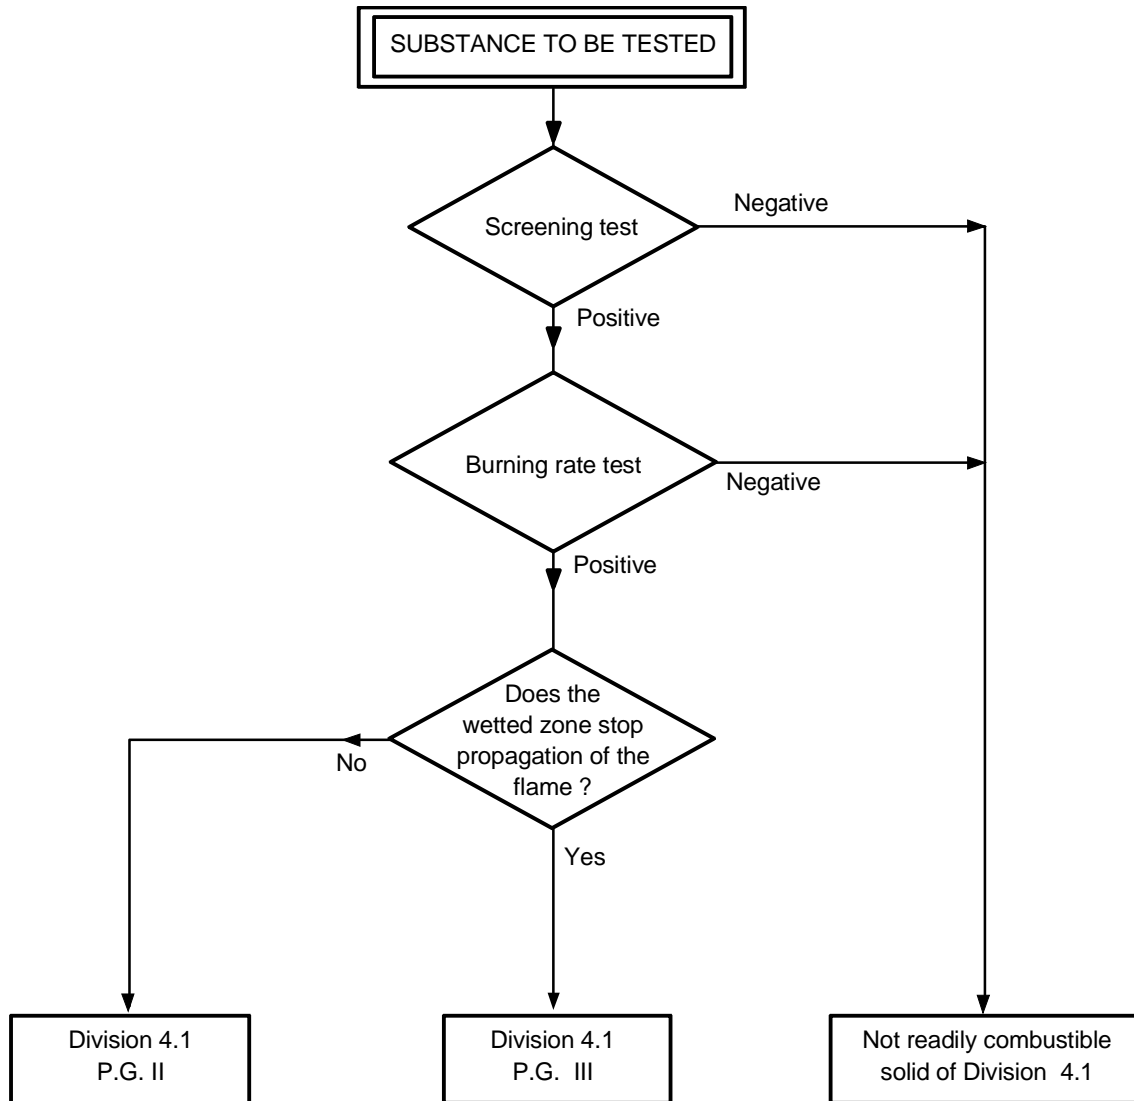 SUBSTANCE TO BE TESTED
Negative
Screening test
Positive
Burning rate test
Negative
Positive
Does the
wetted zone stop
propagation of the
flame ?
No
Yes
Division 4.1
P.G. II
Division 4.1
P.G. III
Not readily combustible
solid of Division 4.1